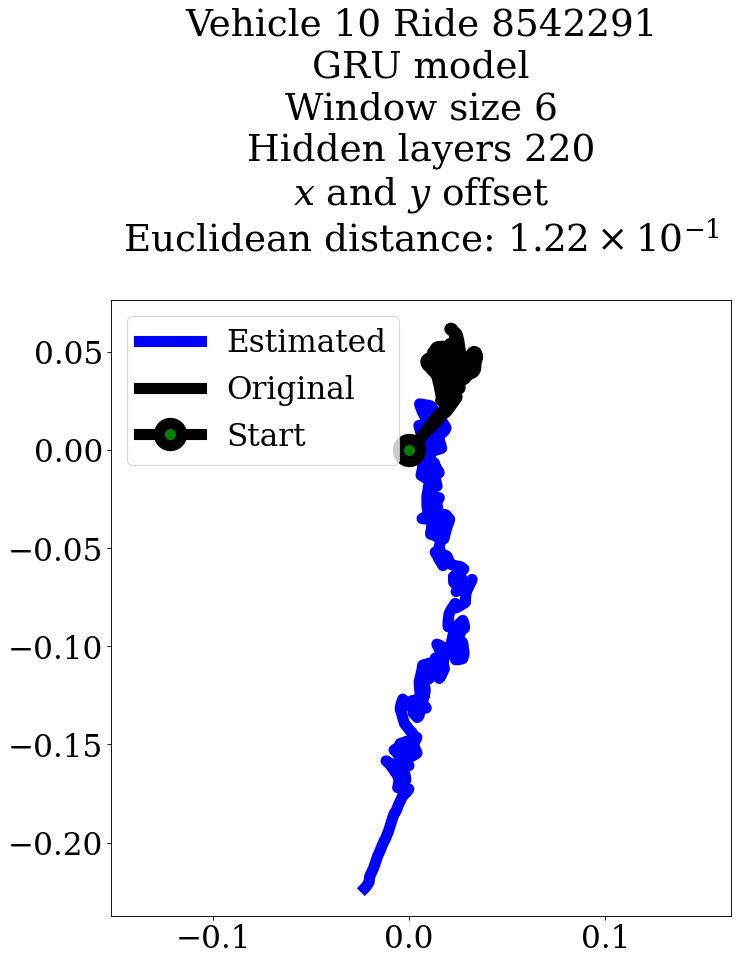 Vehicle 10 Ride 8542291
GRU model
Window size 6
Hidden layers 220
x and y offset
Euclidean distance: 1.22 × 10⁻¹
Estimated
Original
Start
0.05
0.00
−0.05
−0.10
−0.15
−0.20
−0.1 0.0 0.1